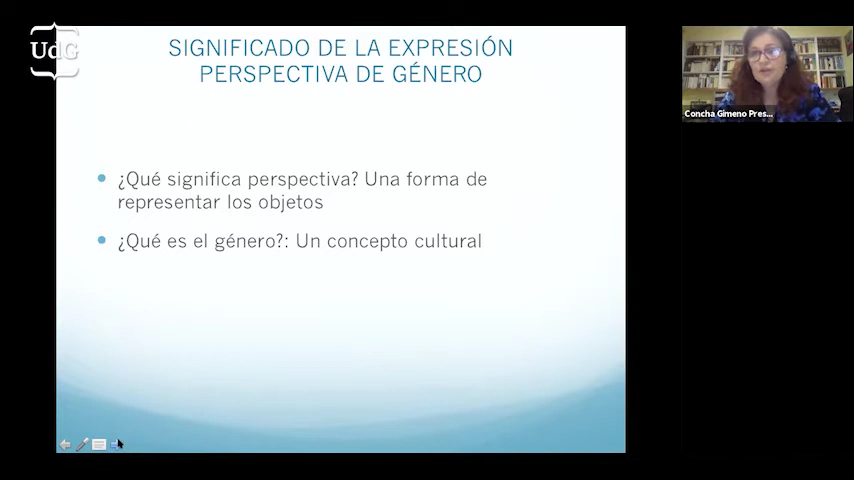 UdG
SIGNIFICADO DE LA EXPRESIÓN
PERSPECTIVA DE GÉNERO
Concha Gimeno Pres...
¿Qué significa perspectiva? Una forma de
representar los objetos
¿Qué es el género?: Un concepto cultural